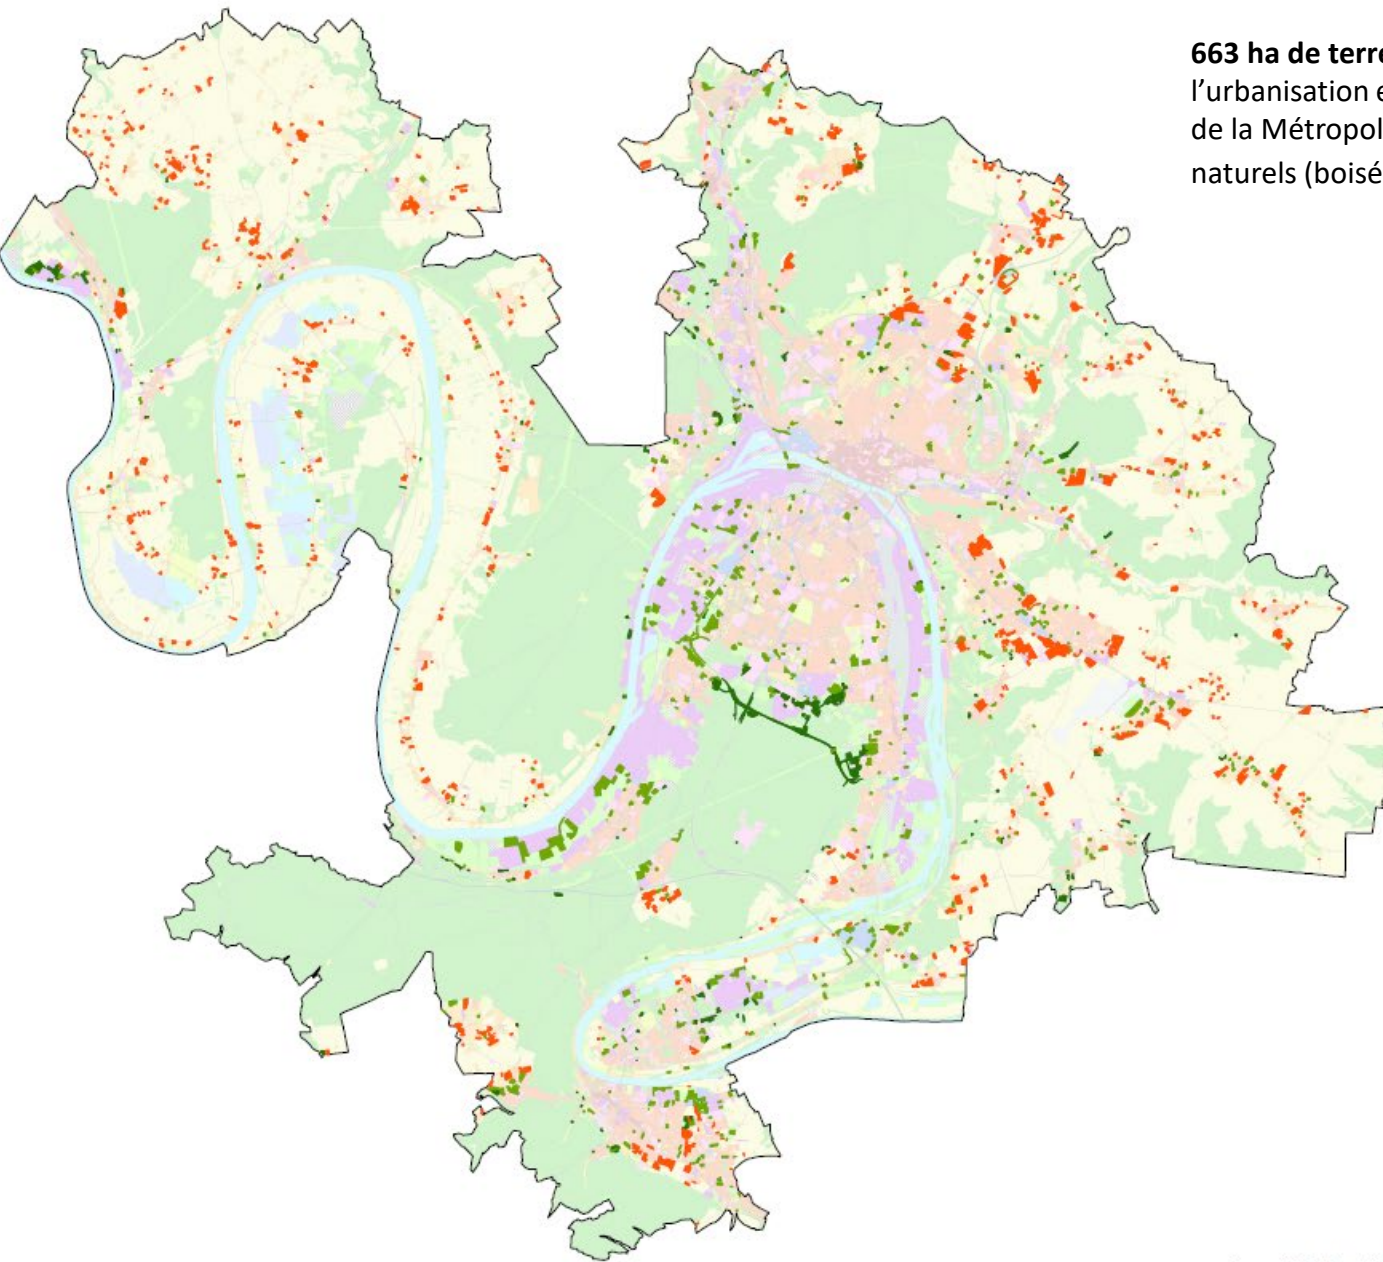 663 ha de terre
l’urbanisation e
de la Métropol
naturels (boisé